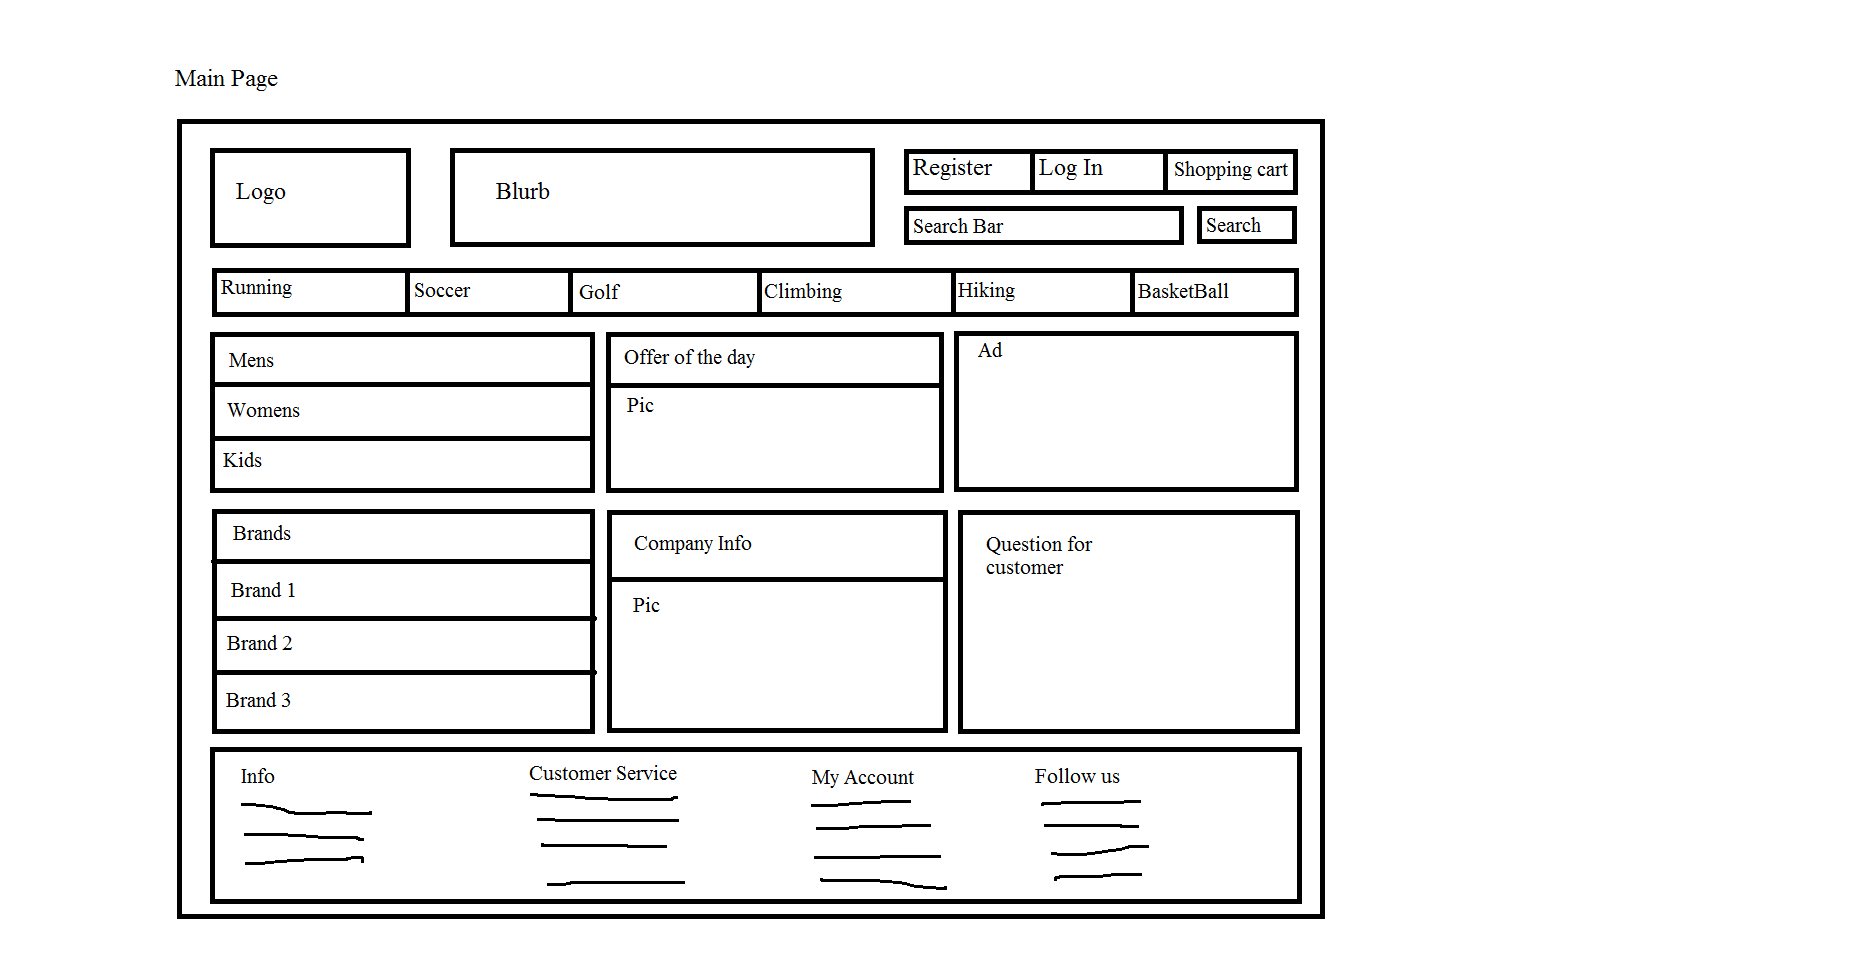 Main Page
Logo
Blurb
Register
Log In
Shopping cart
Search Bar
Search
Running
Soccer
Golf
Climbing
Hiking
BasketBall
Mens
Womens
Kids
Offer of the day
Pic
Ad
Brands
Brand 1
Brand 2
Brand 3
Company Info
Pic
Question for
customer
Info
Customer Service
My Account
Follow us